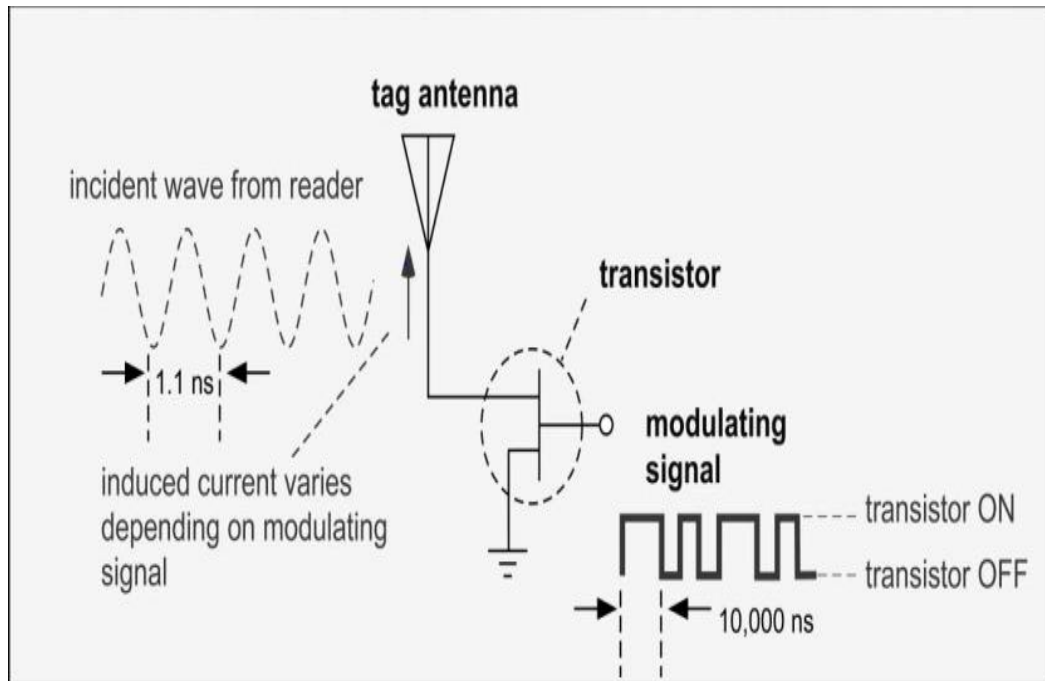 tag antenna
incident wave from reader
transistor
1.1 ns
modulating
signal
induced current varies
depending on modulating
signal
transistor ON
transistor OFF
10,000 ns